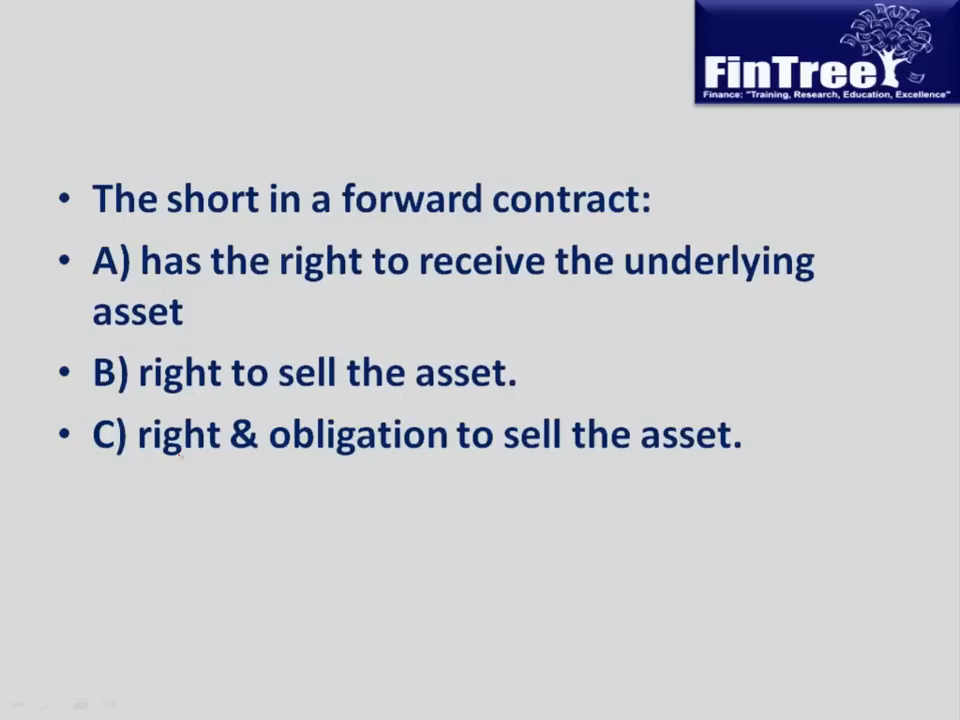 FinTree
Finance: "Training, Research, Education, Excellence"
• The short in a forward contract:
• A) has the right to receive the underlying
asset
• B) right to sell the asset.
• C) right & obligation to sell the asset.